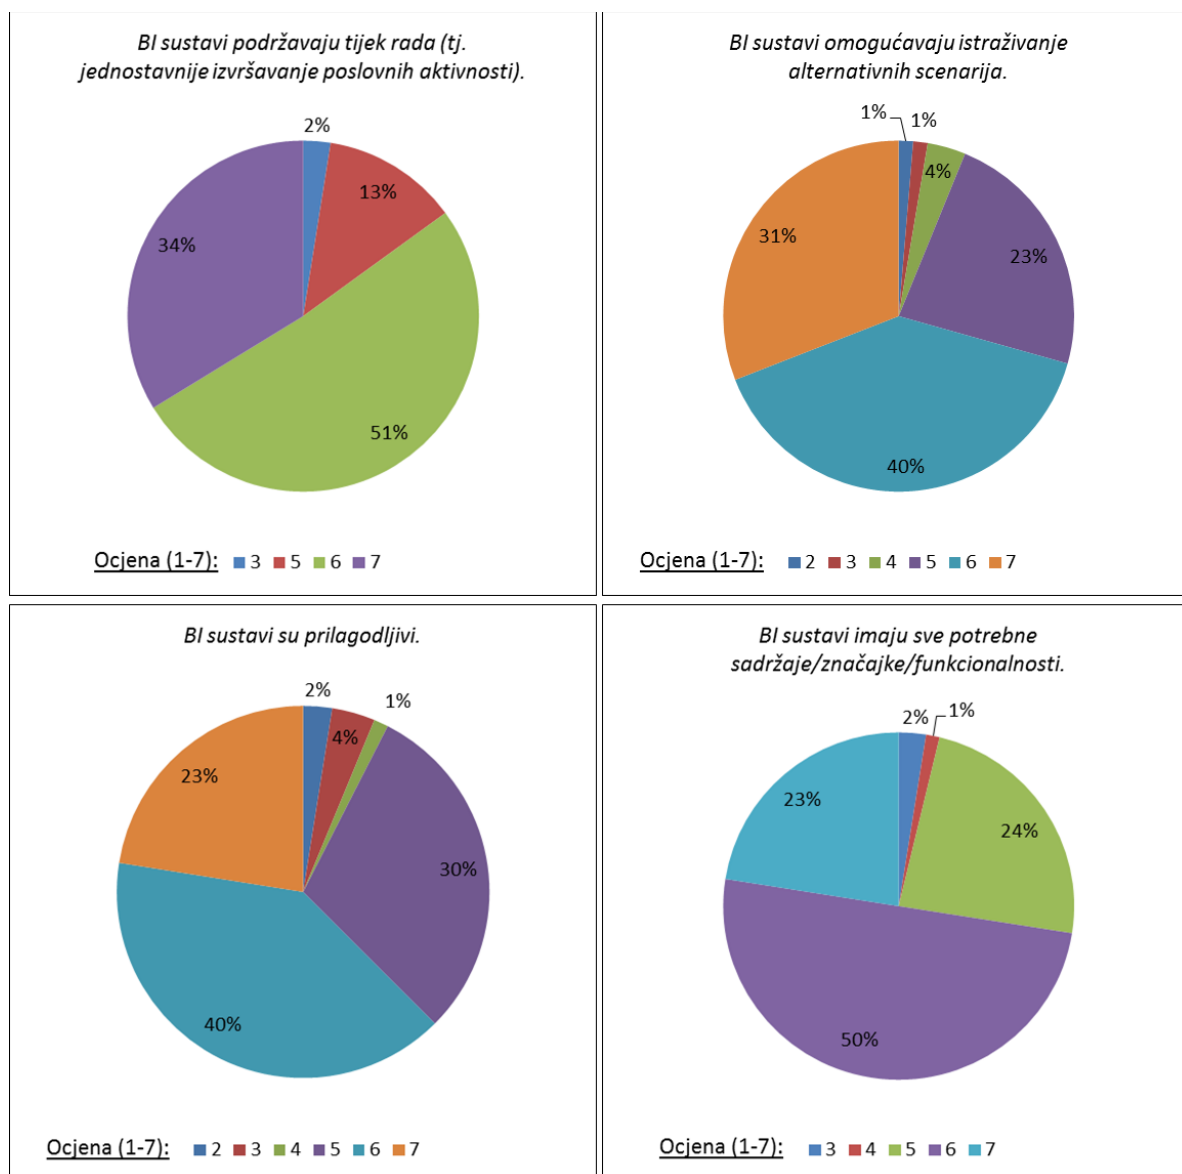 BI sustavi podržavaju tijek rada (tj.
jednostavnije izvršavanje poslovnih aktivnosti).
2%
13%
34%
51%
Ocjena (1-7): 3 5 6 7
BI sustavi omogućavaju istraživanje
alternativnih scenarija.
1% 1%
4%
31%
23%
40%
Ocjena (1-7): 2 3 4 5 6 7
BI sustavi su prilagodljivi.
2% 1%
4%
23%
30%
40%
Ocjena (1-7): 2 3 4 5 6 7
BI sustavi imaju sve potrebne
sadržaje/značajke/funkcionalnosti.
2% 1%
23%
24%
50%
Ocjena (1-7): 3 4 5 6 7